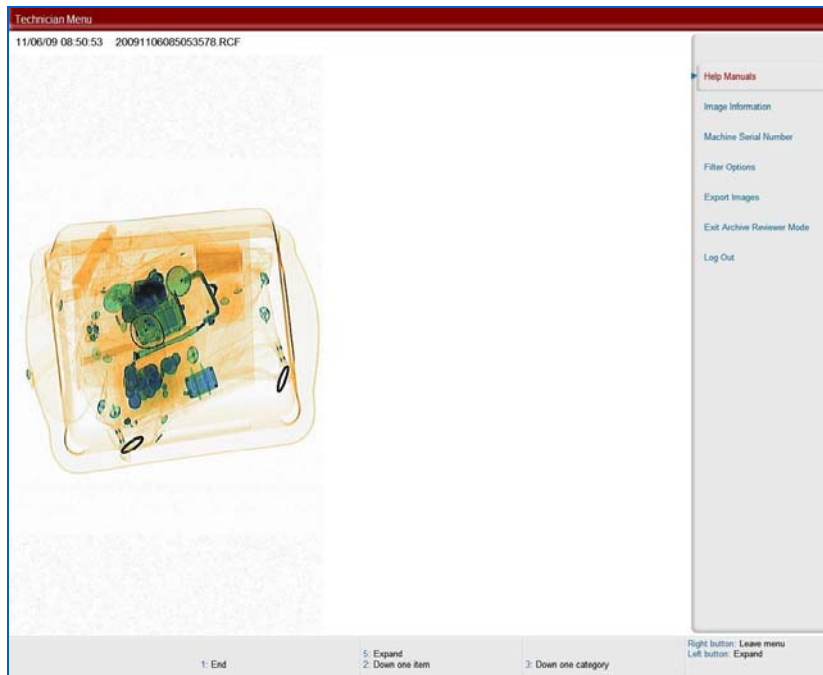 Technician Menu
11/06/09 08:50:53 20091106085053578.RCF
Help Manuals
Image Information
Machine Serial Number
Filter Options
Export Images
Exit Archive Reviewer Mode
Log Out
1: End
5: Expand
2: Down one item
3: Down one category
Right button: Leave menu
Left button: Expand